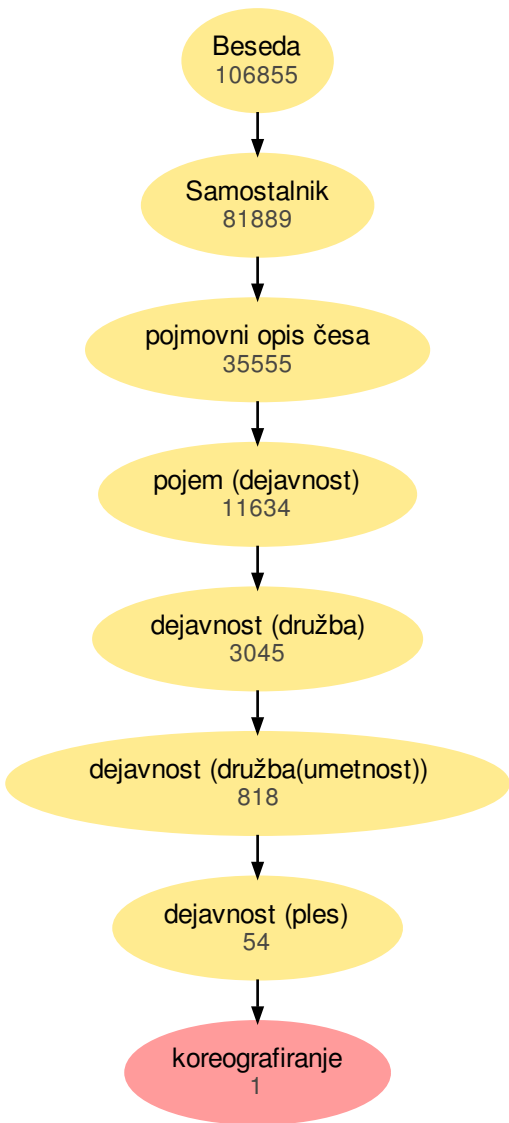 Beseda
106855
Samostalnik
81889
pojmovni opis česa
35555
pojem (dejavnost)
11634
dejavnost (družba)
3045
dejavnost (družba(umetnost))
818
dejavnost (ples)
54
koreografiranje
1